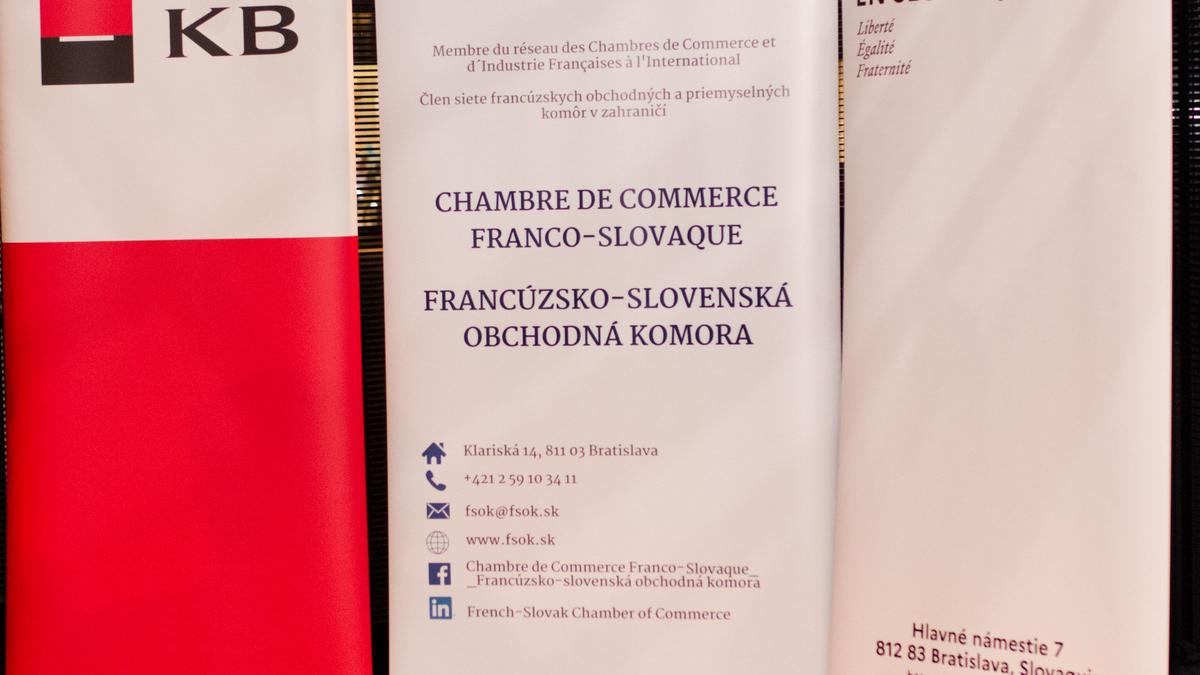 KB
Membre du réseau des Chambres de Commerce et
d´Industrie Françaises à l'International
Člen siete francúzskych obchodných a priemyselných
komôr v zahraničí
CHAMBRE DE COMMERCE
FRANCO-SLOVAQUE
FRANCÚZSKO-SLOVENSKÁ
OBCHODNÁ KOMORA
Klariská 14, 811 03 Bratislava
+421 2 59 10 34 11
fsok@fsok.sk
www.fsok.sk
Chambre de Commerce Franco-Slovaque_
_Francúzsko-slovenská obchodná komora
in
French-Slovak Chamber of Commerce
Liberté
Égalité
Fraternité
Hlavné námestie 7
812 83 Bratislava,